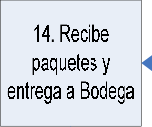 14. Recibe
paquetes y
entrega a Bodega